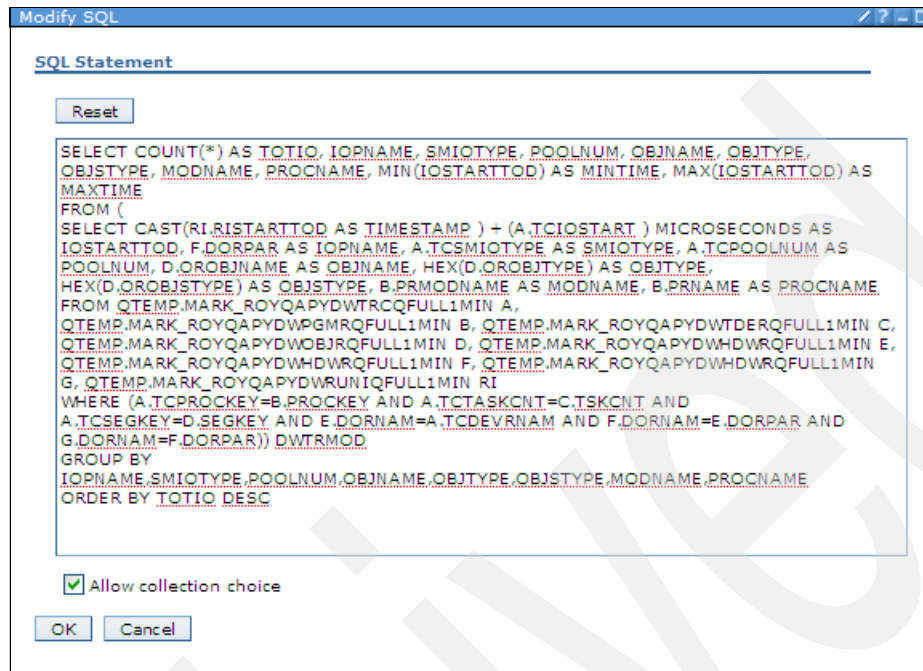 Modify SQL
SQL Statement
Reset
SELECT COUNT(*) AS TOTIO, IOPNAME, SMIOTYPE, POOLNUM, OBJNAME, OBJTYPE,
OBJSTYPE, MODNAME, PROCNAME, MIN(IOSTARTTOD) AS MINTIME, MAX(IOSTARTTOD) AS
MAXTIME
FROM (
SELECT CAST(RI.RISTARTTOD AS TIMESTAMP ) + (A.TCIOSTART ) MICROSECONDS AS
IOSTARTTOD, F.DORPAR AS IOPNAME, A.TCSMIOTYPE AS SMIOTYPE, A.TCPOOLNUM AS
POOLNUM, D.OROBJNAME AS OBJNAME, HEX(D.OROBJTYPE) AS OBJTYPE,
HEX(D.OROBJSTYPE) AS OBJSTYPE, B.PRMODNAME AS MODNAME, B.PRNAME AS PROCNAME
FROM QTEMP.MARK_ROYQAPYDWTRCQFULL1MIN A,
QTEMP.MARK_ROYQAPYDWPGMRQFULL1MIN B, QTEMP.MARK_ROYQAPYDWTDERQFULL1MIN C,
QTEMP.MARK_ROYQAPYDWOBJRQFULL1MIN D, QTEMP.MARK_ROYQAPYDWHDWRQFULL1MIN E,
QTEMP.MARK_ROYQAPYDWHDWRQFULL1MIN F, QTEMP.MARK_ROYQAPYDWHDWRQFULL1MIN
G, QTEMP.MARK_ROYQAPYDWRUNIQFULL1MIN RI
WHERE (A.TCPROCKEY=B.PROCKEY AND A.TCTASKCNT=C.TSKCNT AND
A.TCSEGKEY=D.SEGKEY AND E.DORNAM=A.TCDEVRNAM AND F.DORNAM=E.DORPAR AND
G.DORNAM=F.DORPAR)) DWTRMOD
GROUP BY
IOPNAME,SMIOTYPE,POOLNUM,OBJNAME,OBJTYPE,OBJSTYPE,MODNAME,PROCNAME
ORDER BY TOTIO DESC
Allow collection choice
OK Cancel